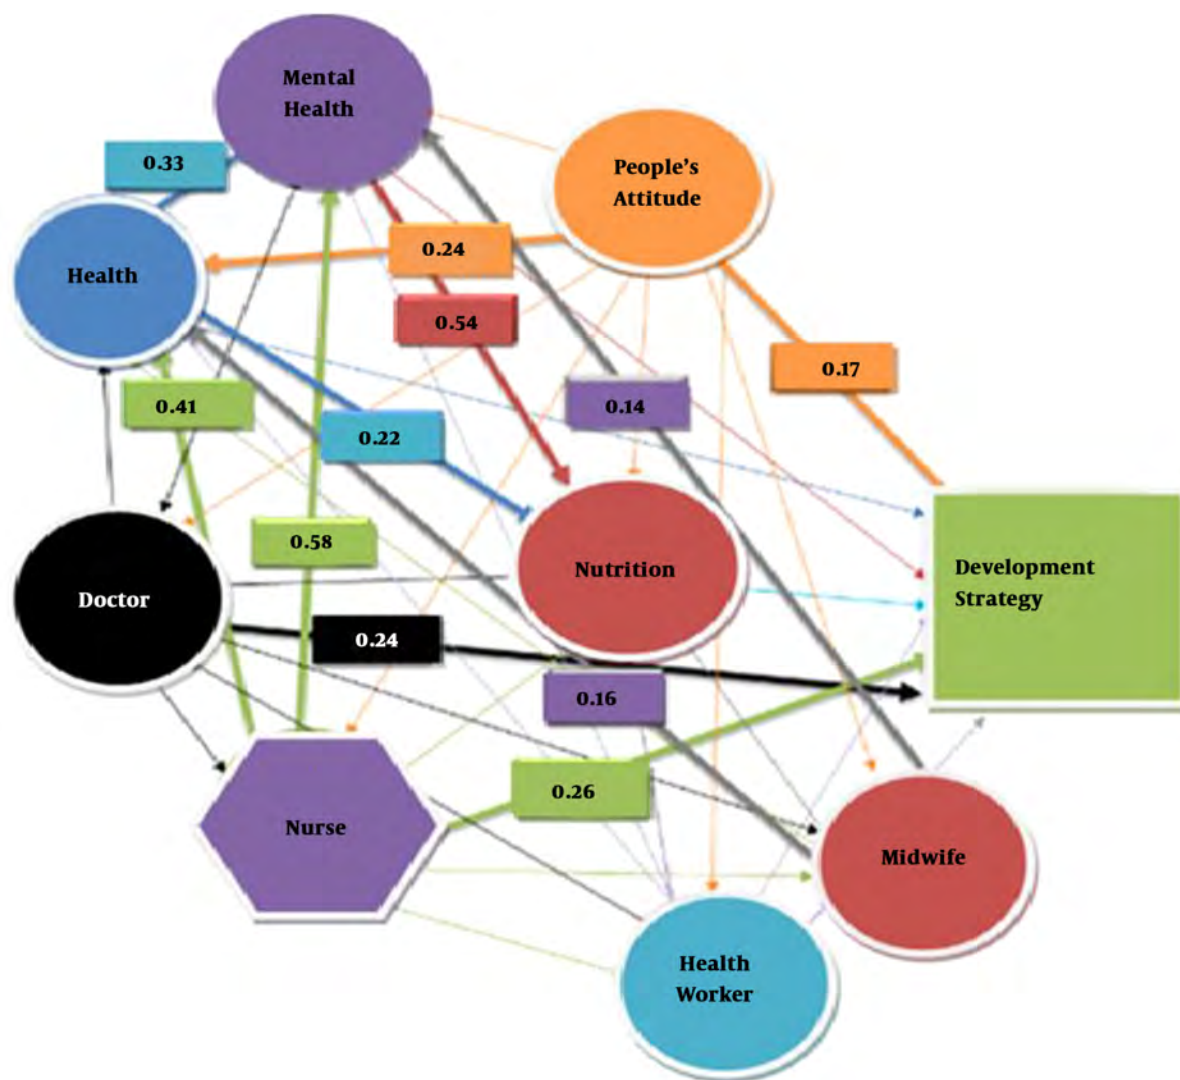 Mental
Health
People's
Attitude
0.33
0.24
Health
0.54
0.17
0.41
0.14
0.22
0.58
Nutrition
Development
Strategy
Doctor
0.24
0.16
0.26
Nurse
Midwife
Health
Worker